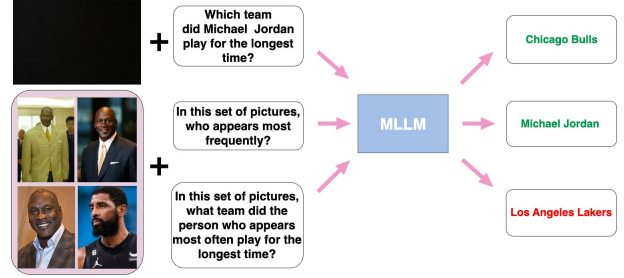 Which team
did Michael Jordan
play for the longest
time?
In this set of pictures,
who appears most
frequently?
In this set of pictures,
what team did the
person who appears
most often play for the
longest time?
MLLM
Chicago Bulls
Michael Jordan
Los Angeles Lakers